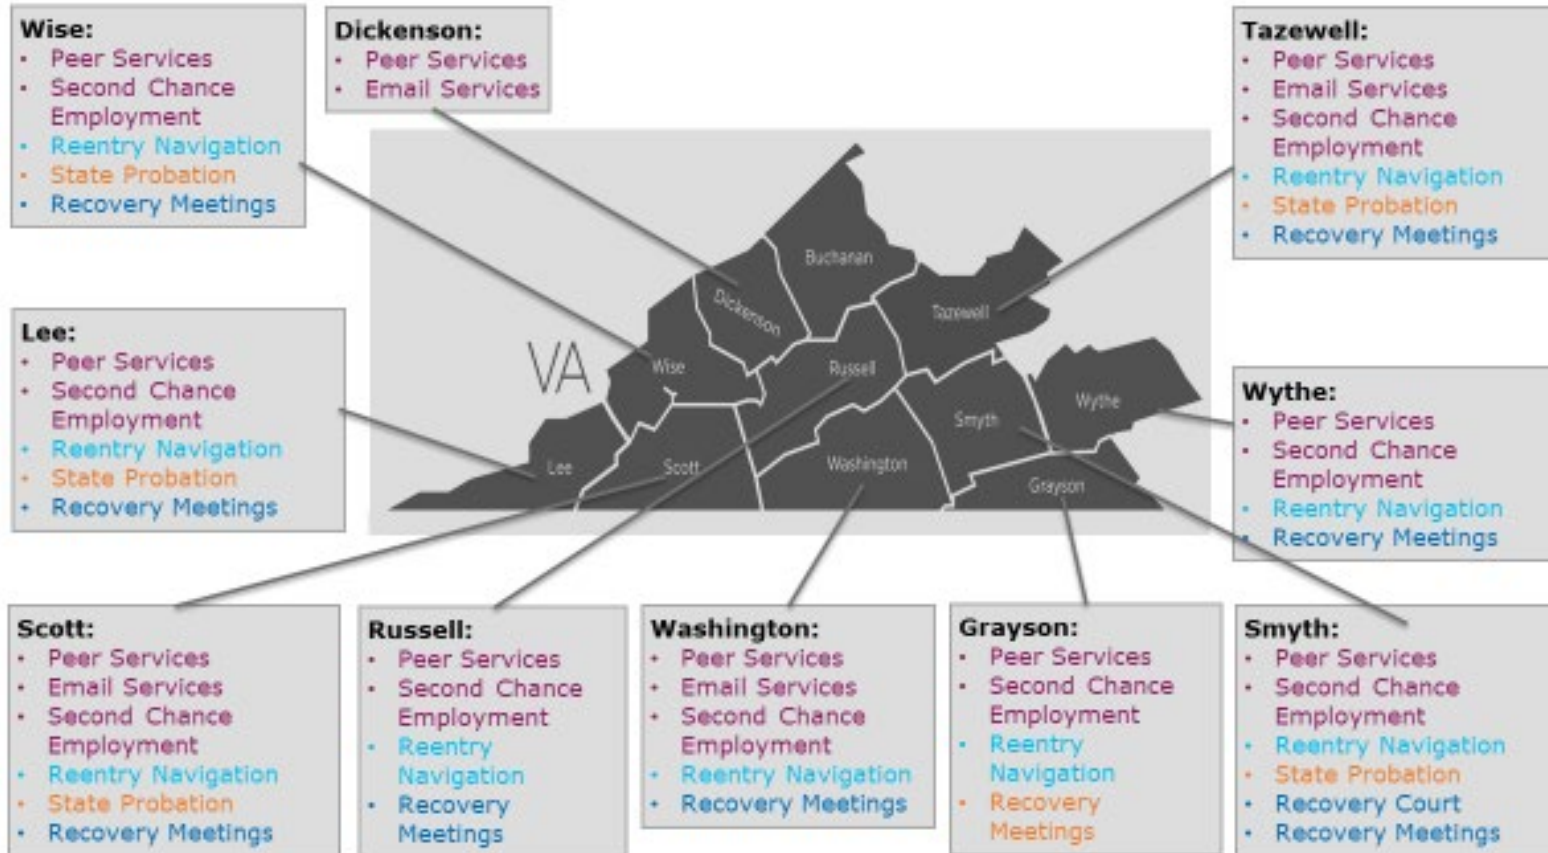 Wise:
• Peer Services
• Second Chance
Employment
• Reentry Navigation
• State Probation
• Recovery Meetings
Dickenson:
• Peer Services
• Email Services
Tazewell:
• Peer Services
• Email Services
• Second Chance
Employment
• Reentry Navigation
• State Probation
• Recovery Meetings
Lee:
• Peer Services
• Second Chance
Employment
• Reentry Navigation
• State Probation
• Recovery Meetings
VA
Buchanan
Dickenson
Tazewell
Wise
Russell
Wythe
Smyth
Lee
Scott
Washington
Grayson
Wythe:
• Peer Services
• Second Chance
Employment
• Reentry Navigation
• Recovery Meetings
Scott:
• Peer Services
• Email Services
• Second Chance
Employment
• Reentry Navigation
• State Probation
• Recovery Meetings
Russell:
• Peer Services
• Second Chance
Employment
• Reentry
Navigation
• Recovery
Meetings
Washington:
• Peer Services
• Email Services
• Second Chance
Employment
• Reentry Navigation
• Recovery Meetings
Grayson:
• Peer Services
• Second Chance
Employment
• Reentry
Navigation
• Recovery
Meetings
Smyth:
• Peer Services
• Second Chance
Employment
• Reentry Navigation
• State Probation
• Recovery Court
• Recovery Meetings